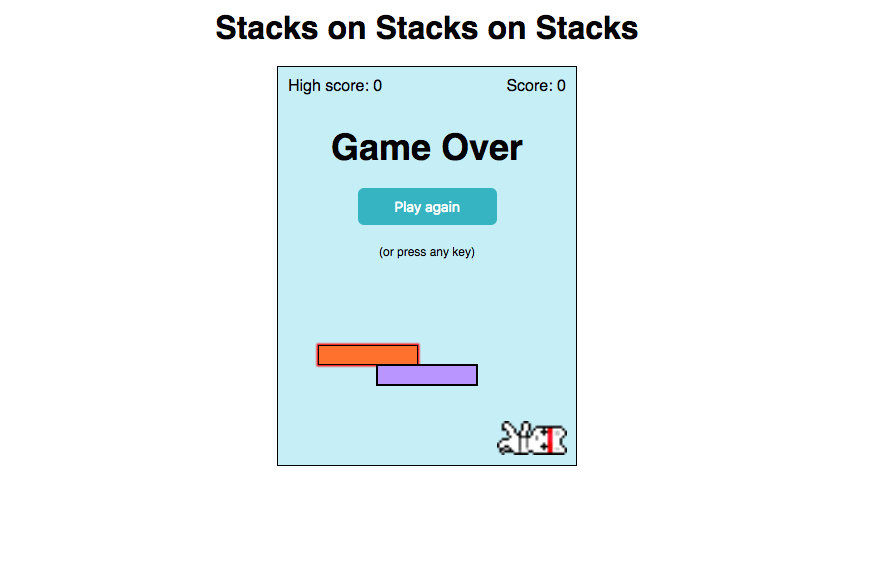 Stacks on Stacks on Stacks
High score: 0 Score: 0
Game Over
Play again
(or press any key)